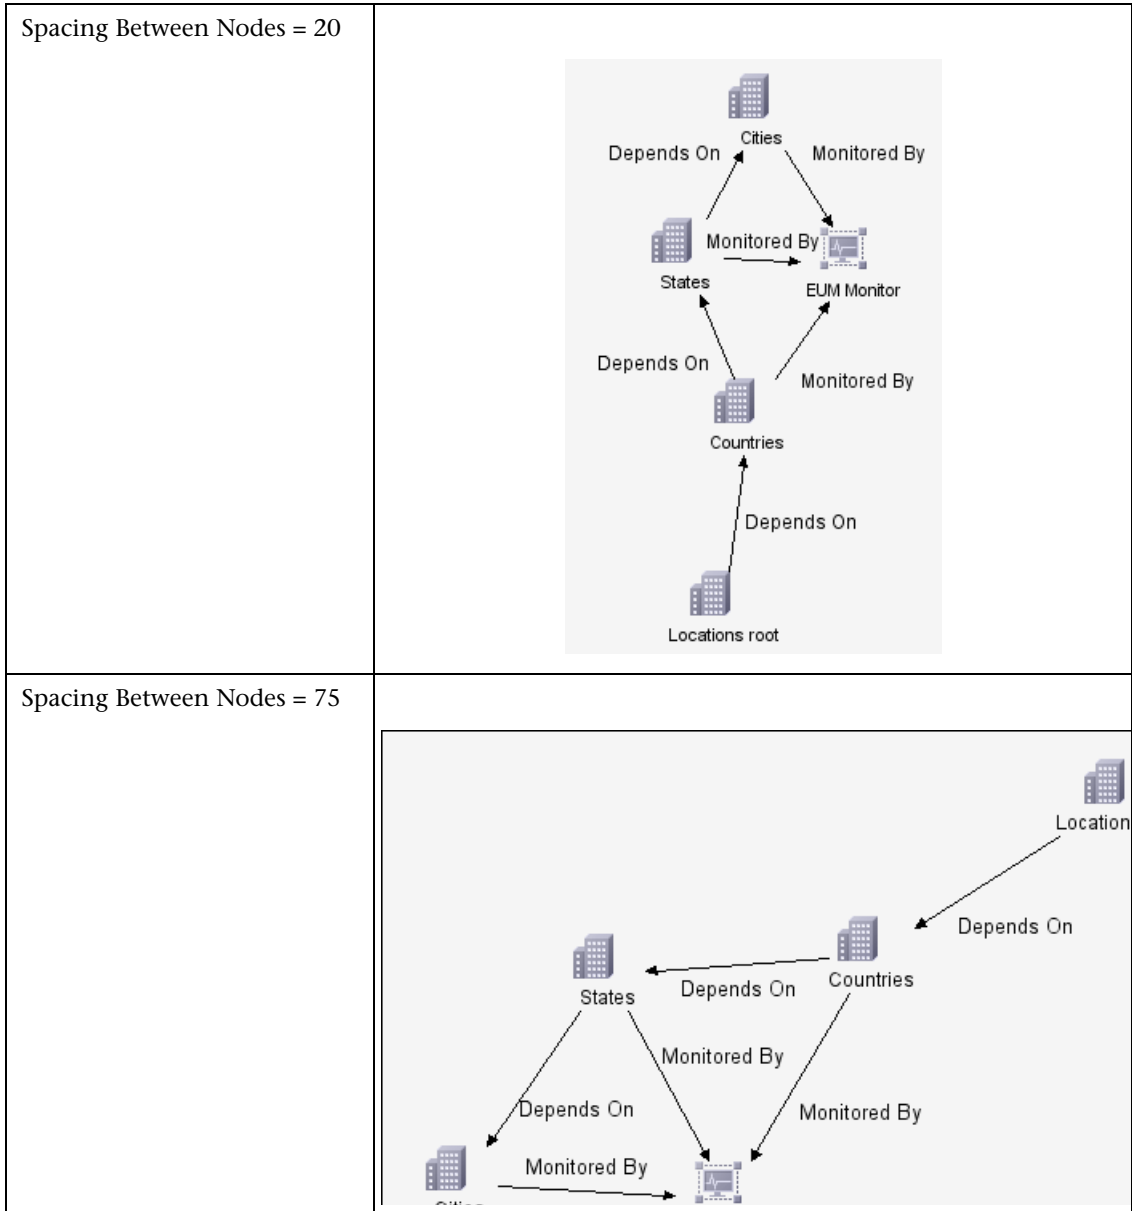 Spacing Between Nodes = 20
Cities
Depends On
Monitored By
Monitored By
States
EUM Monitor
Depends On
Monitored By
Countries
Depends On
Locations root
Spacing Between Nodes = 75
Location
Depends On
Countries
Depends On
States
Monitored By
Depends On
Monitored By
Monitored By